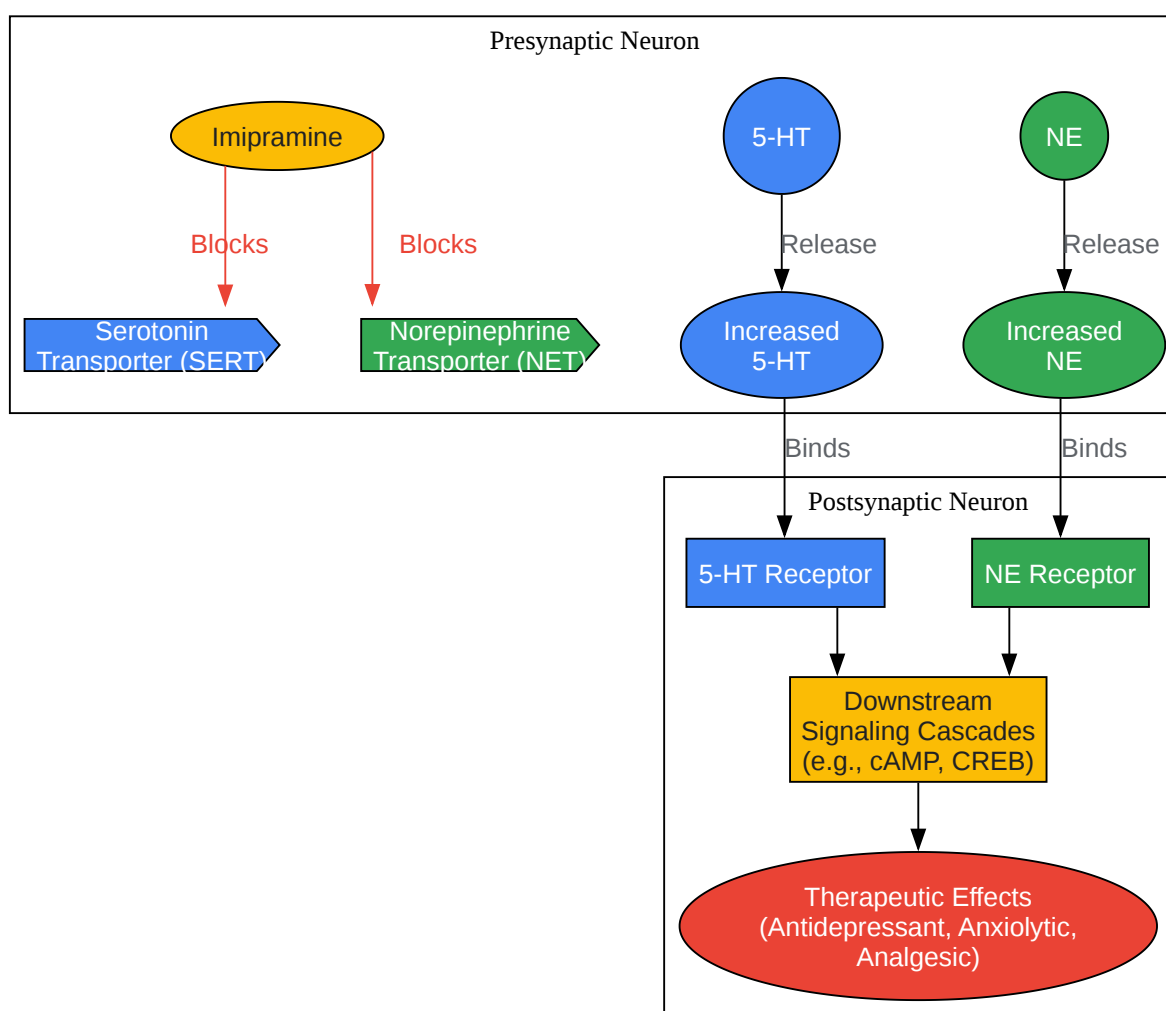 Presynaptic Neuron
Imipramine
5-HT
NE
Blocks
Blocks
Release
Release
Serotonin
Transporter (SERT)
Norepinephrine
Transporter (NET)
Increased
5-HT
Increased
NE
Binds
Binds
Postsynaptic Neuron
5-HT Receptor
NE Receptor
Downstream
Signaling Cascades
(e.g., cAMP, CREB)
Therapeutic Effects
(Antidepressant, Anxiolytic,
Analgesic)